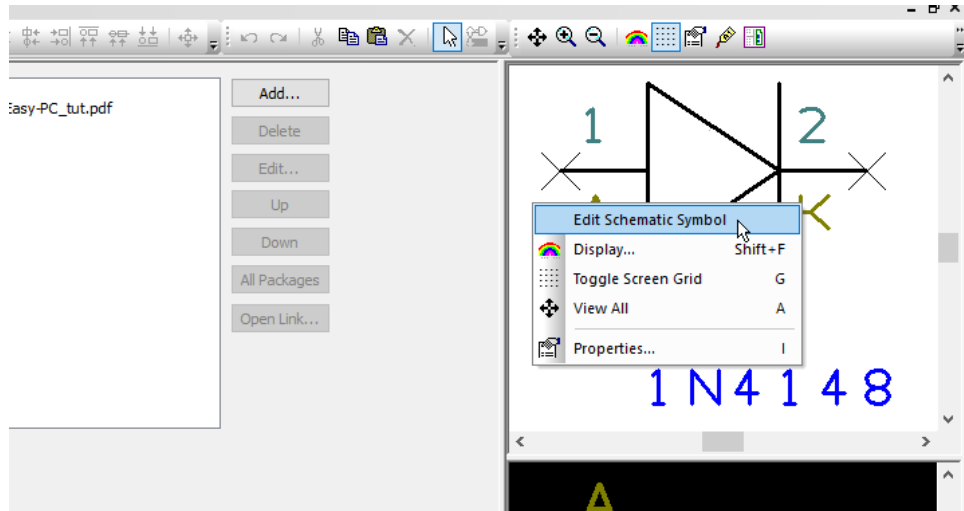 Easy-PC_tut.pdf
Add...
Delete
Edit...
Up
Down
All Packages
Open Link...
1
2
K
Edit Schematic Symbol
Display... Shift+F
Toggle Screen Grid G
View All A
Properties... I
1N4148
A